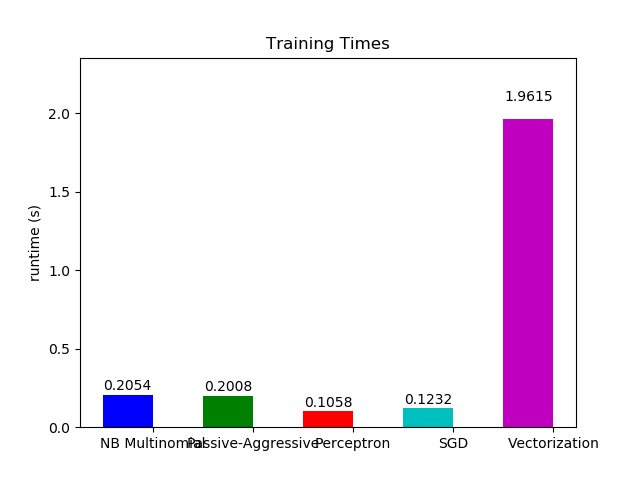 Training Times
runtime (s)
2.0
1.5
1.0
0.5
0.0
0.2054
0.2008
0.1058
0.1232
1.9615
NB Multinomial
Passive-Aggressive
Perceptron
SGD
Vectorization